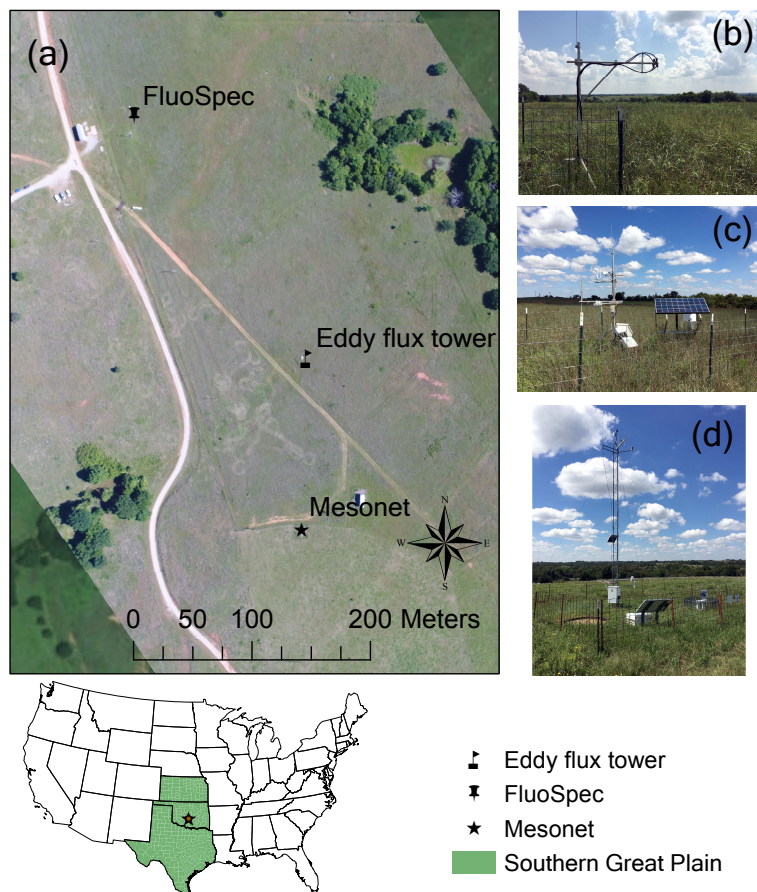 (a)
FluoSpec
Eddy flux tower
Mesonet
N
W E
S
0 50 100 200 Meters
(b)
(c)
(d)
Eddy flux tower
FluoSpec
Mesonet
Southern Great Plain